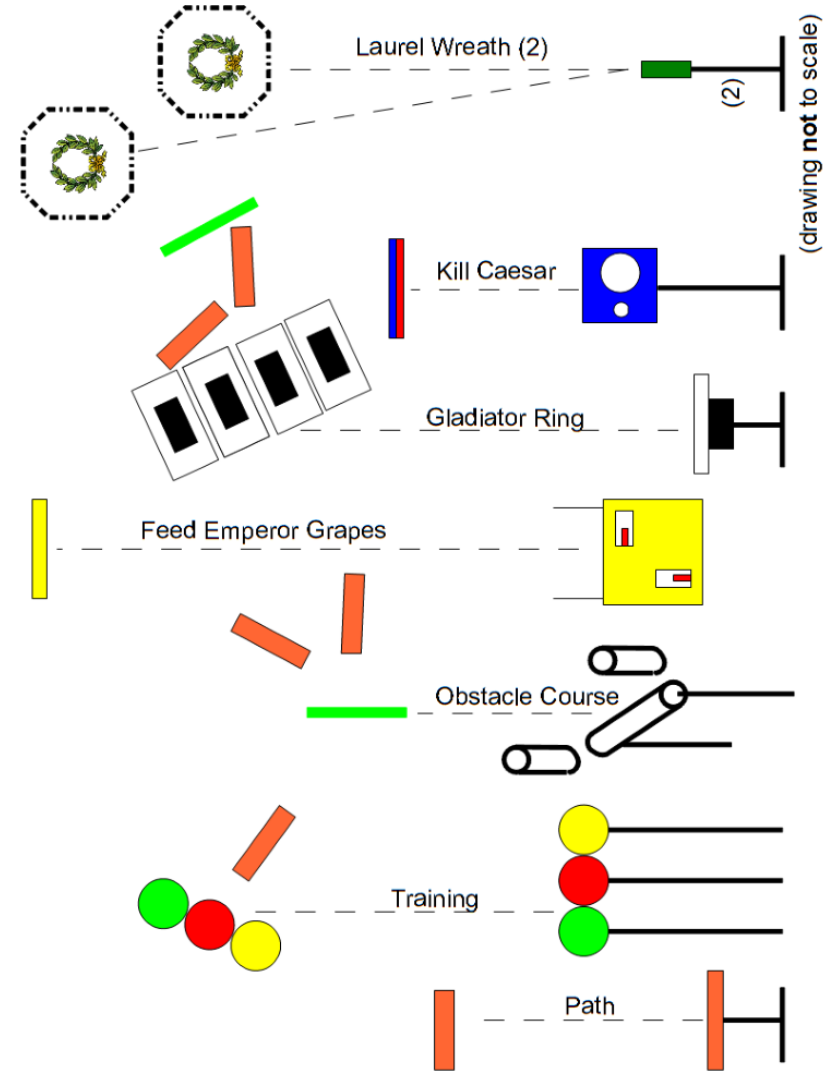 Laurel Wreath (2)
(2)
(drawing not to scale)
Kill Caesar
Gladiator Ring
Feed Emperor Grapes
Obstacle Course
Training
Path